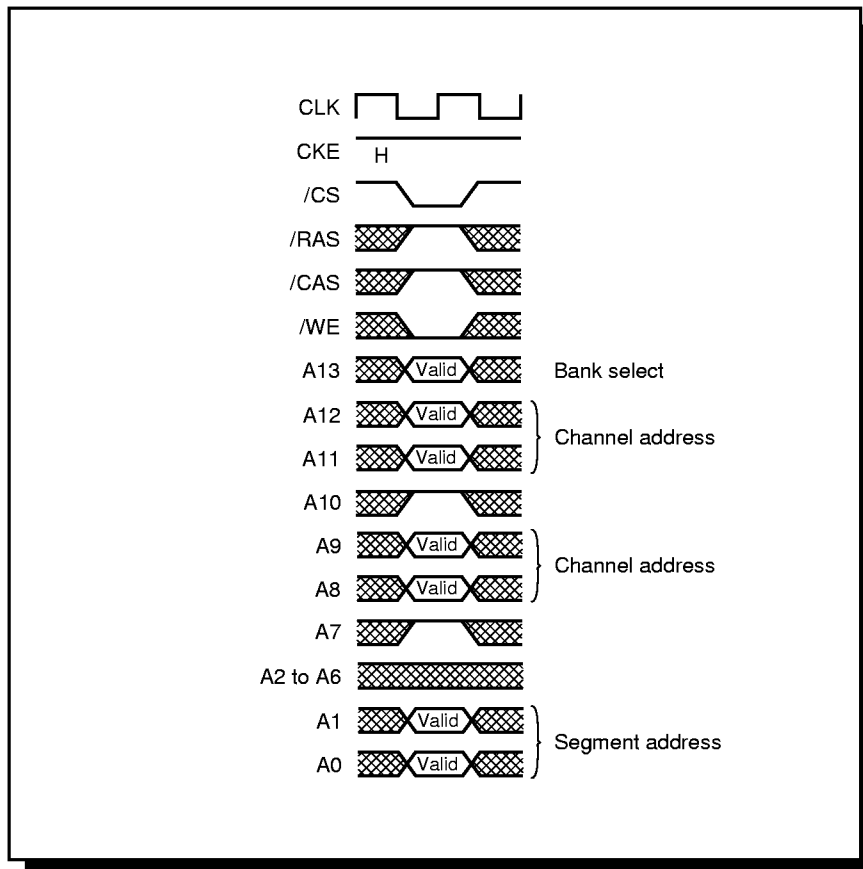 CLK
CKE H
/CS
/RAS
/CAS
/WE
A13 Valid Bank select
A12 Valid
Channel address
A11 Valid
A10
A9 Valid
Channel address
A8 Valid
A7
A2 to A6
A1 Valid
Segment address
A0 Valid